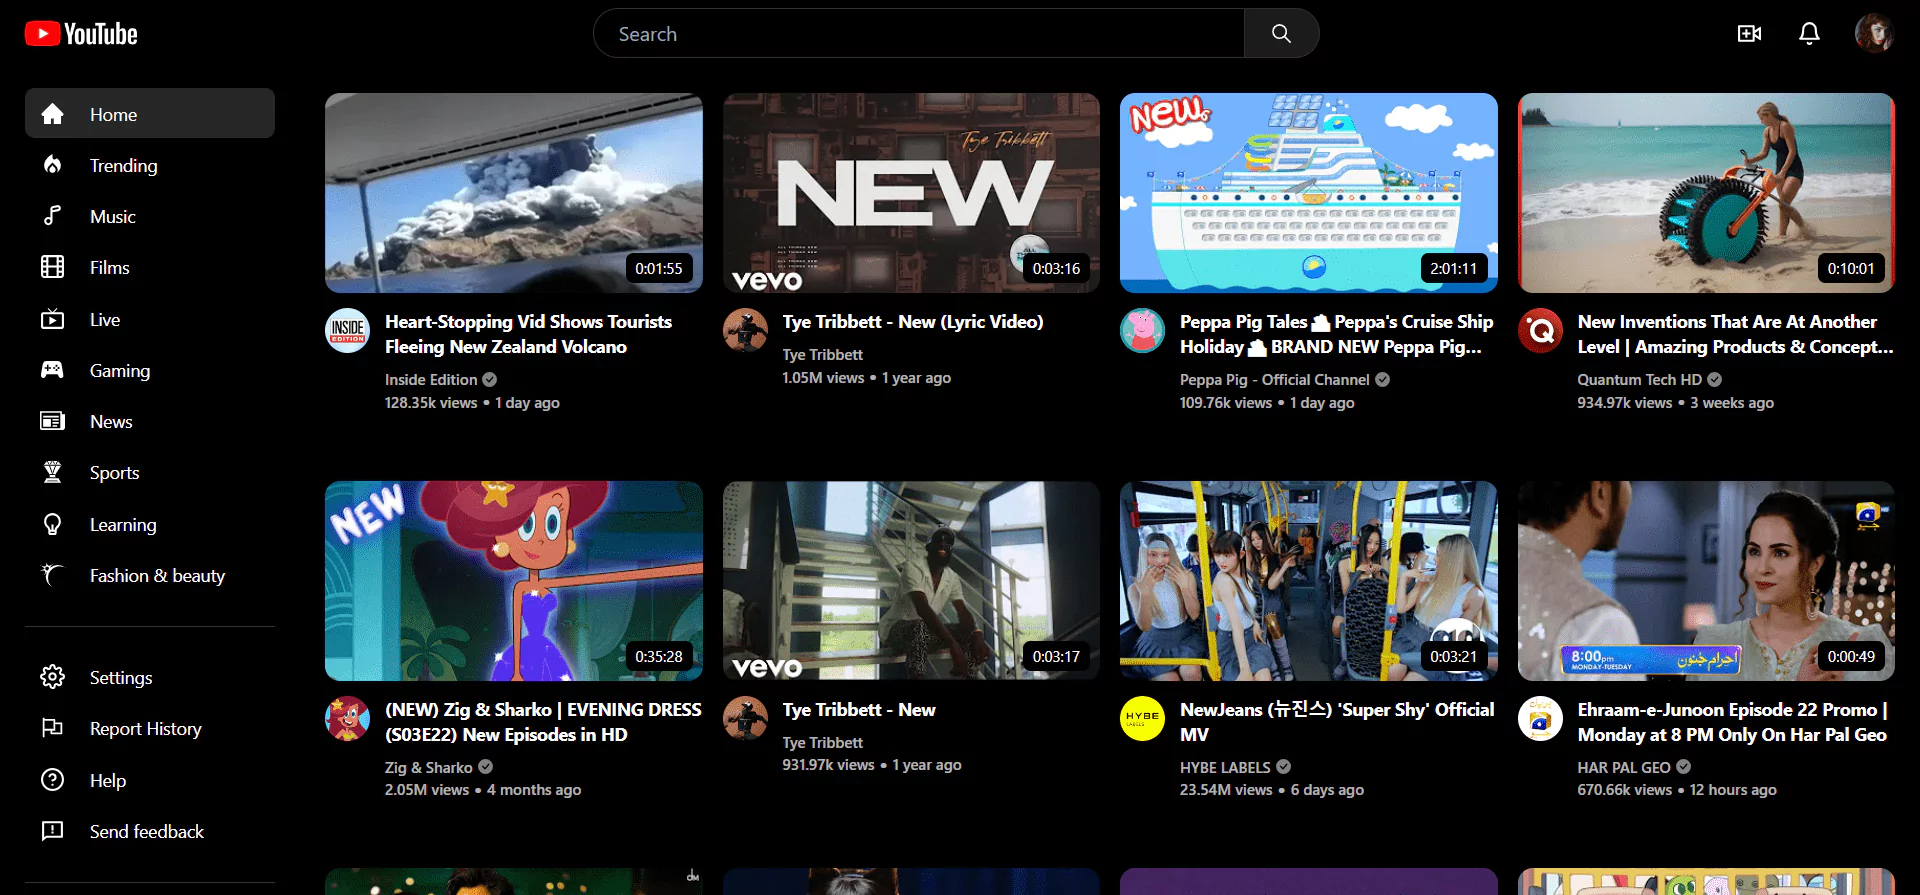 YouTube
Search
Home
Trending
Music
Films
Live
Gaming
News
Sports
Learning
Fashion & beauty
Settings
Report History
Help
Send feedback
0:01:55
INSIDE
EDITION
Heart-Stopping Vid Shows Tourists
Fleeing New Zealand Volcano
Inside Edition
128.35k views • 1 day ago
Tye Tribbett
NEW
vevo
0:03:16
Tye Tribbett - New (Lyric Video)
Tye Tribbett
1.05M views • 1 year ago
New
2:01:11
Peppa Pig Tales Peppa's Cruise Ship
Holiday BRAND NEW Peppa Pig...
Peppa Pig - Official Channel
109.76k views • 1 day ago
0:10:01
New Inventions That Are At Another
Level | Amazing Products & Concept...
Quantum Tech HD
934.97k views • 3 weeks ago
NEW
0:35:28
(NEW) Zig & Sharko | EVENING DRESS
(S03E22) New Episodes in HD
Zig & Sharko
2.05M views • 4 months ago
vevo
0:03:17
Tye Tribbett - New
Tye Tribbett
931.97k views • 1 year ago
0:03:21
HYBE
LABELS
NewJeans (뉴진스) 'Super Shy' Official
MV
HYBE LABELS
23.54M views • 6 days ago
8:00pm
MONDAY-TUESDAY
احرام جنون
0:00:49
Ehraam-e-Junoon Episode 22 Promo |
Monday at 8 PM Only On Har Pal Geo
HAR PAL GEO
670.66k views • 12 hours ago